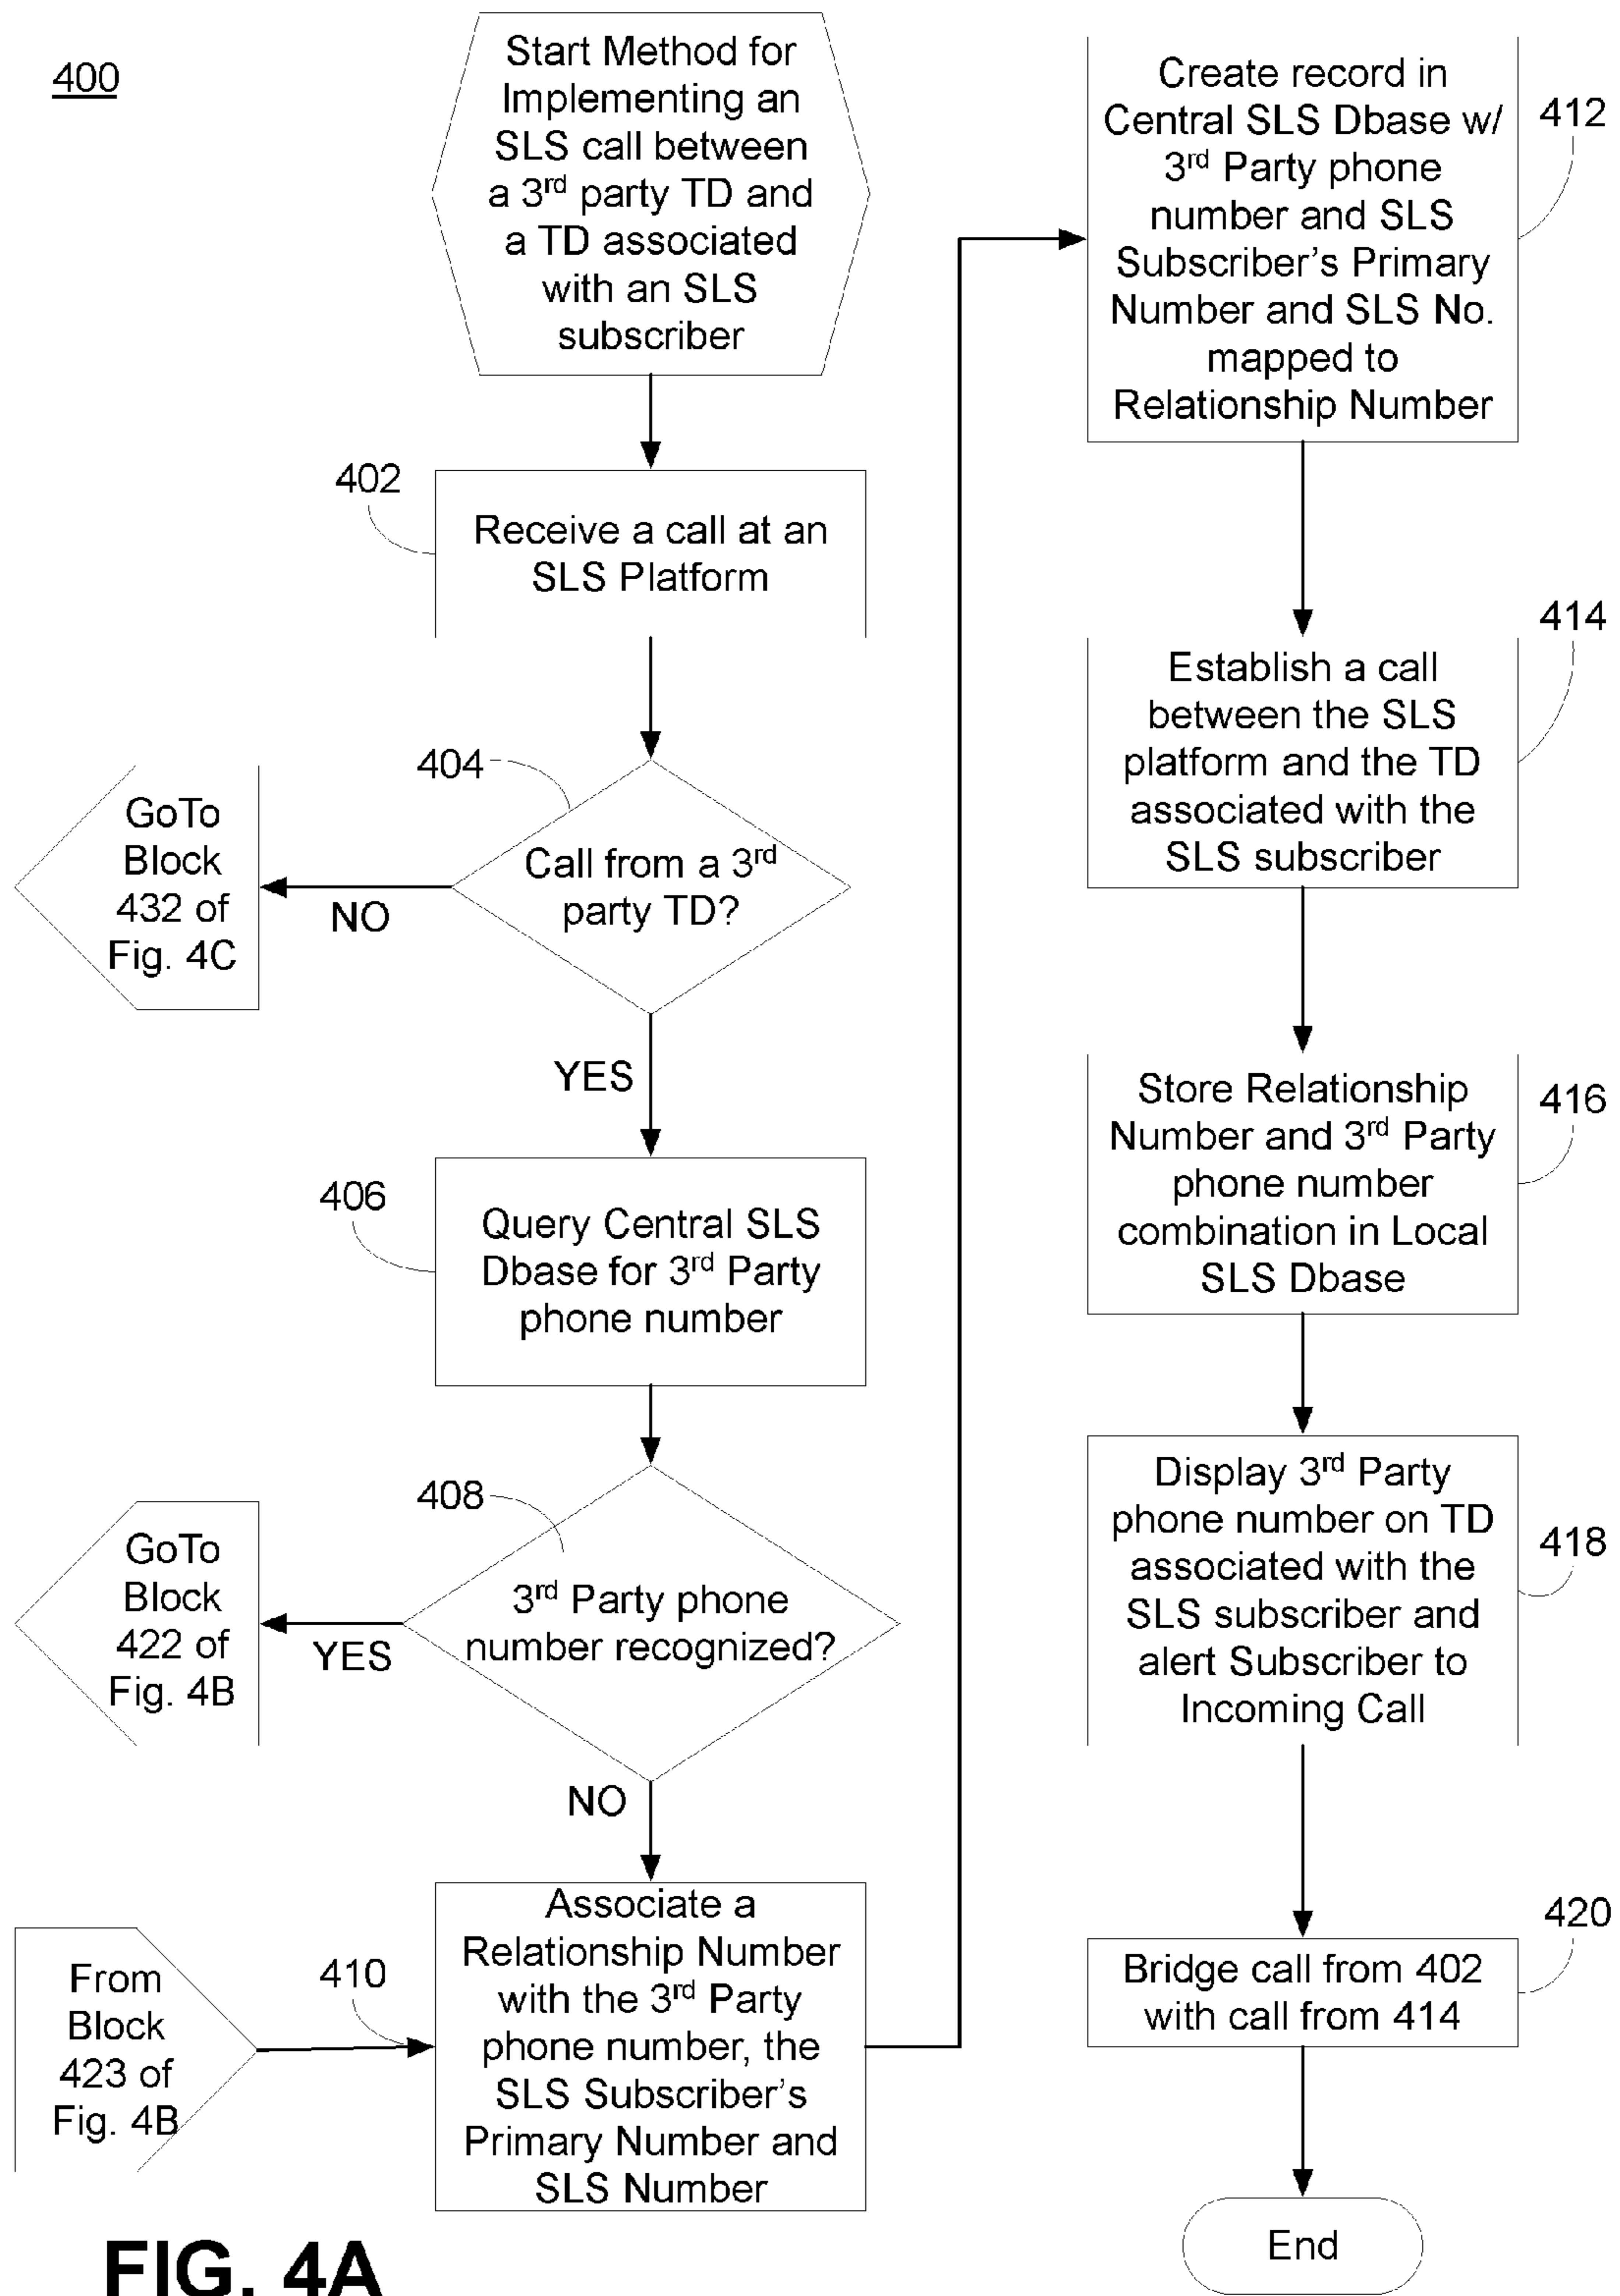 400
Start Method for
Implementing an
SLS call between
a 3rd party TD and
a TD associated
with an SLS
subscriber
402
Receive a call at an
SLS Platform
404
Call from a 3rd
party TD?
NO
GoTo
Block
432 of
Fig. 4C
YES
406
Query Central SLS
Dbase for 3rd Party
phone number
408
3rd Party phone
number recognized?
YES
GoTo
Block
422 of
Fig. 4B
NO
From
Block
423 of
Fig. 4B
410
Associate a
Relationship Number
with the 3rd Party
phone number, the
SLS Subscriber's
Primary Number and
SLS Number
Create record in
Central SLS Dbase w/
3rd Party phone
number and SLS
Subscriber's Primary
Number and SLS No.
mapped to
Relationship Number
412
Establish a call
between the SLS
platform and the TD
associated with the
SLS subscriber
414
Store Relationship
Number and 3rd Party
phone number
combination in Local
SLS Dbase
416
Display 3rd Party
phone number on TD
associated with the
SLS subscriber and
alert Subscriber to
Incoming Call
418
Bridge call from 402
with call from 414
420
End
FIG. 4A